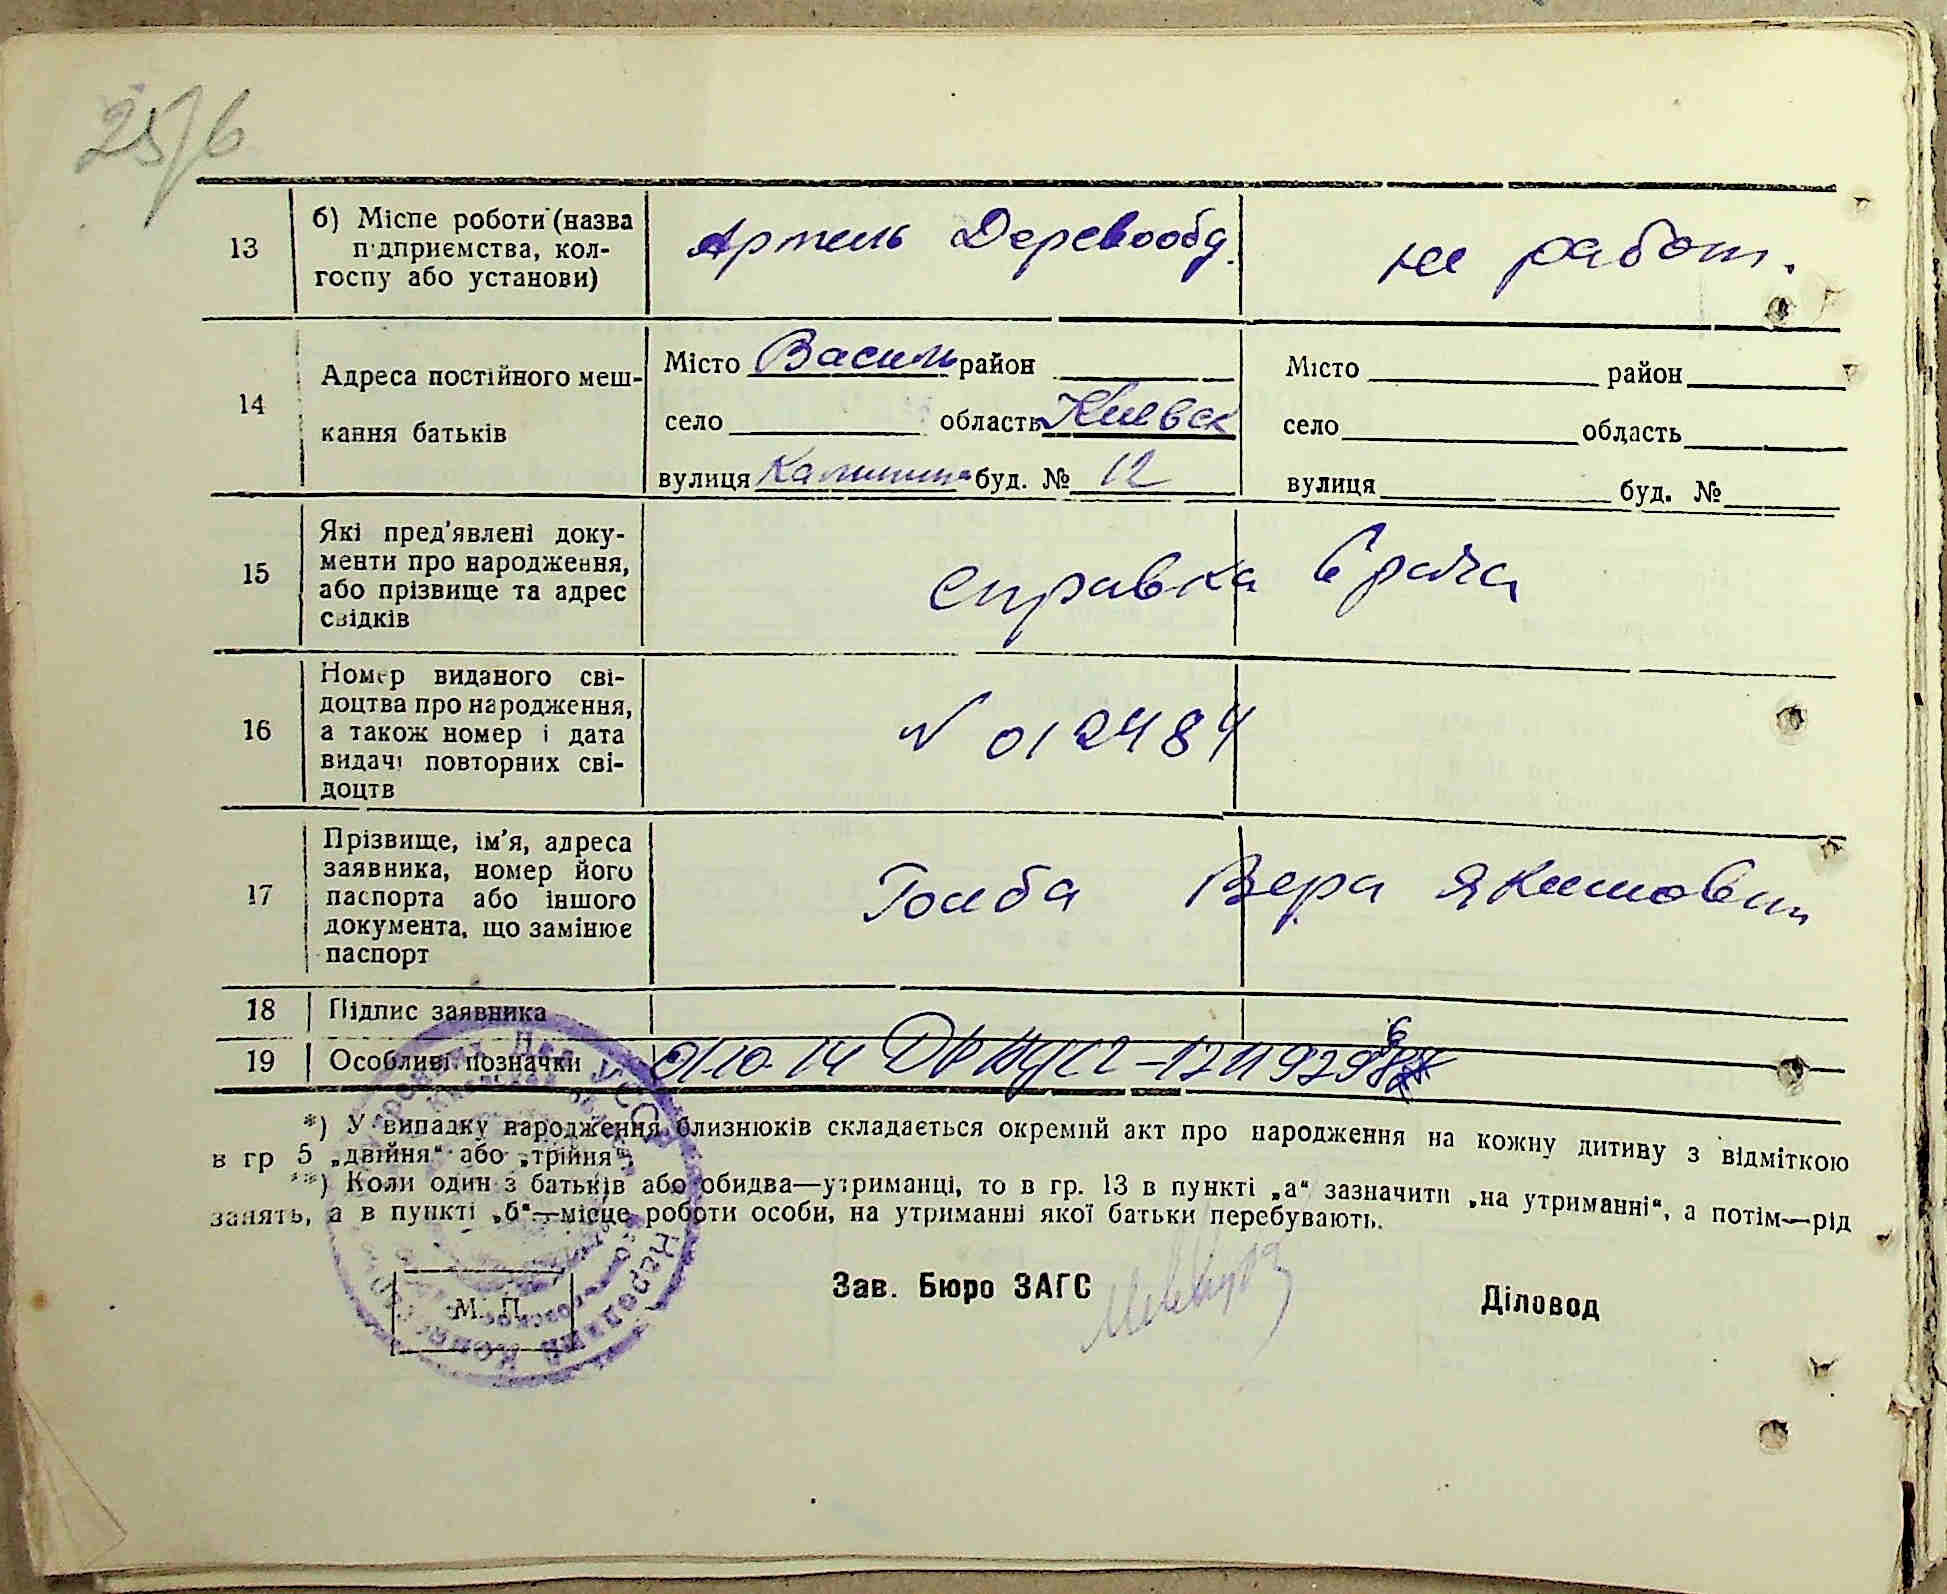 13
б) Місце роботи (назва
підприємства, кол-
госпу або установи)
Артель Деревообд.
не работ.
14
Адреса постійного меш-
кання батьків
Місто Васильрайон
село область Киевск
вулиця Калинина буд. № 12
Місто район
село область
вулиця буд. №
15
Які пред'явлені доку-
менти про народження,
або прізвище та адрес
свідків
справка врача
16
Номер виданого сві-
доцтва про народження,
а також номер і дата
видачі повторних сві-
доцтв
N 012484
17
Прізвище, ім'я, адреса
заявника, номер його
паспорта або іншого
документа, що замінює
паспорт
Вера Якимовн
18
Підпис заявника
19
Особливі позначки
*) У випадку народження близнюків складається окремий акт про народження на кожну дитину з відміткою
в гр 5 „двійня“ або „трійня“.
**) Коли один з батьків або обидва—утриманці, то в гр. 13 в пункті „а“ зазначити „на утриманні“, а потім—рід
занять, а в пункті „б“—місце роботи особи, на утриманні якої батьки перебувають.
М. П.
Зав. Бюро ЗАГС
Діловод